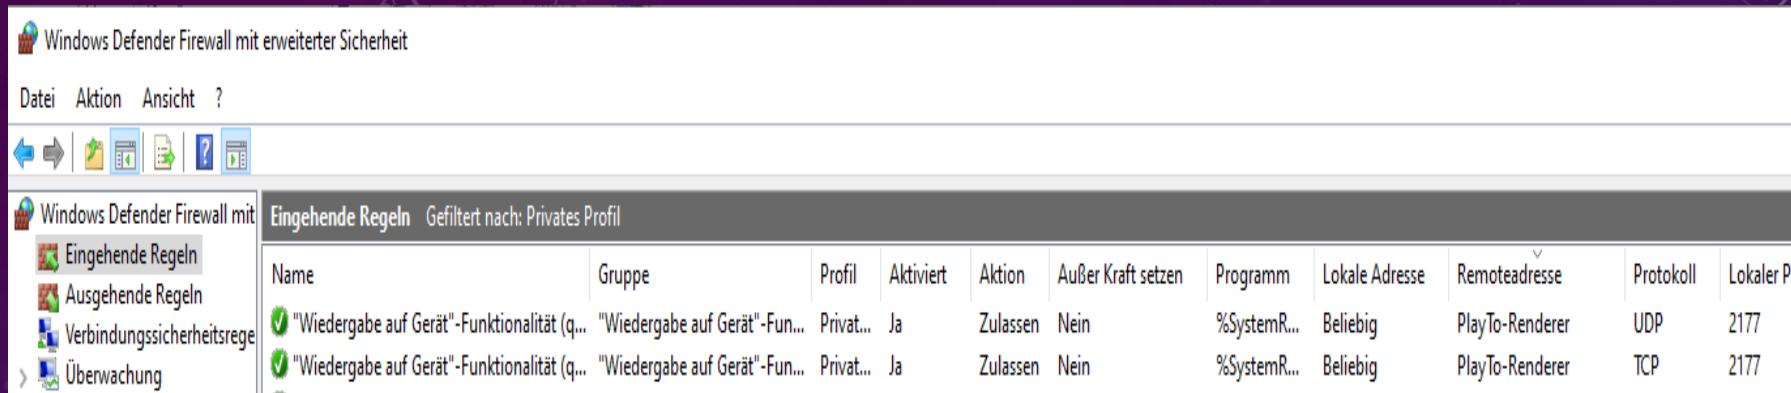 Windows Defender Firewall mit erweiterter Sicherheit
Datei Aktion Ansicht ?
Windows Defender Firewall mit
Eingehende Regeln
Ausgehende Regeln
Verbindungssicherheitsrege
Überwachung
Eingehende Regeln Gefiltert nach: Privates Profil
Name Gruppe Profil Aktiviert Aktion Außer Kraft setzen Programm Lokale Adresse Remoteadresse Protokoll Lokaler P
"Wiedergabe auf Gerät"-Funktionalität (q... "Wiedergabe auf Gerät"-Fun... Privat... Ja Zulassen Nein %SystemR... Beliebig PlayTo-Renderer UDP 2177
"Wiedergabe auf Gerät"-Funktionalität (q... "Wiedergabe auf Gerät"-Fun... Privat... Ja Zulassen Nein %SystemR... Beliebig PlayTo-Renderer TCP 2177